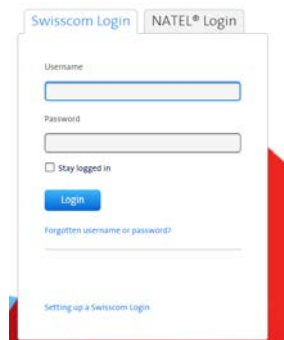 Swisscom Login
NATEL® Login
Username
Password
Stay logged in
Login
Forgotten username or password?
Setting up a Swisscom Login